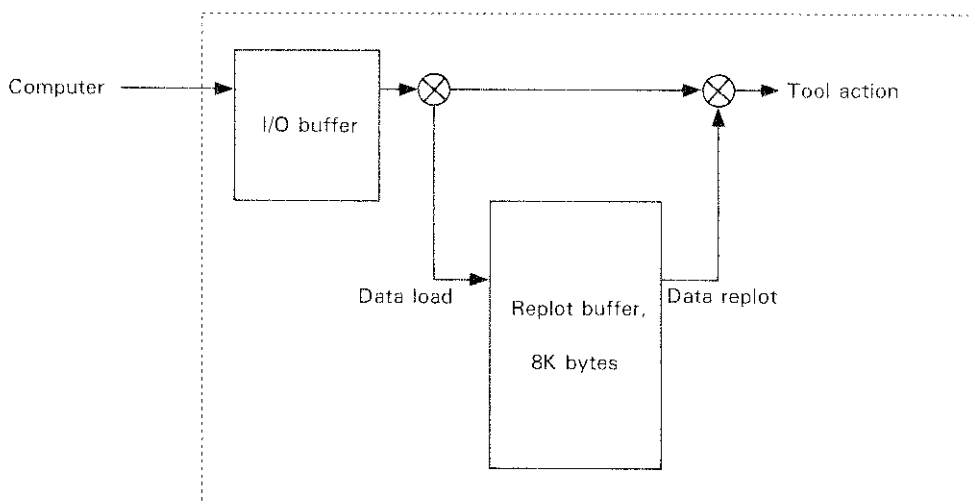 Computer
I/O buffer
Tool action
Data load
Replot buffer,
8K bytes
Data replot